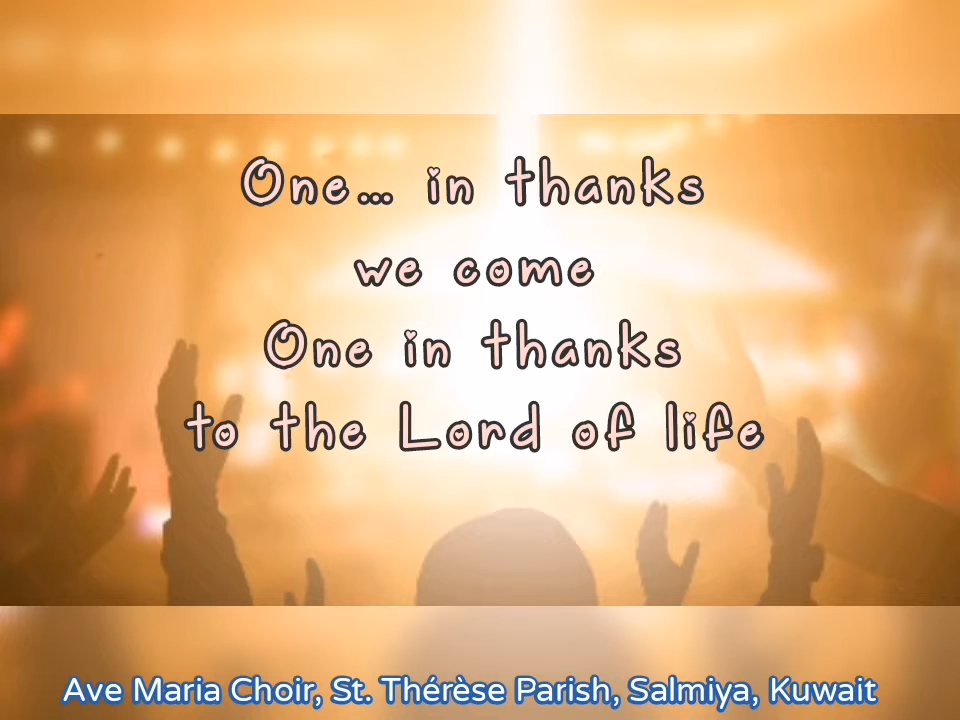 One... in thanks
we come
One in thanks
to the Lord of life
Ave Maria Choir, St. Thérèse Parish, Salmiya, Kuwait